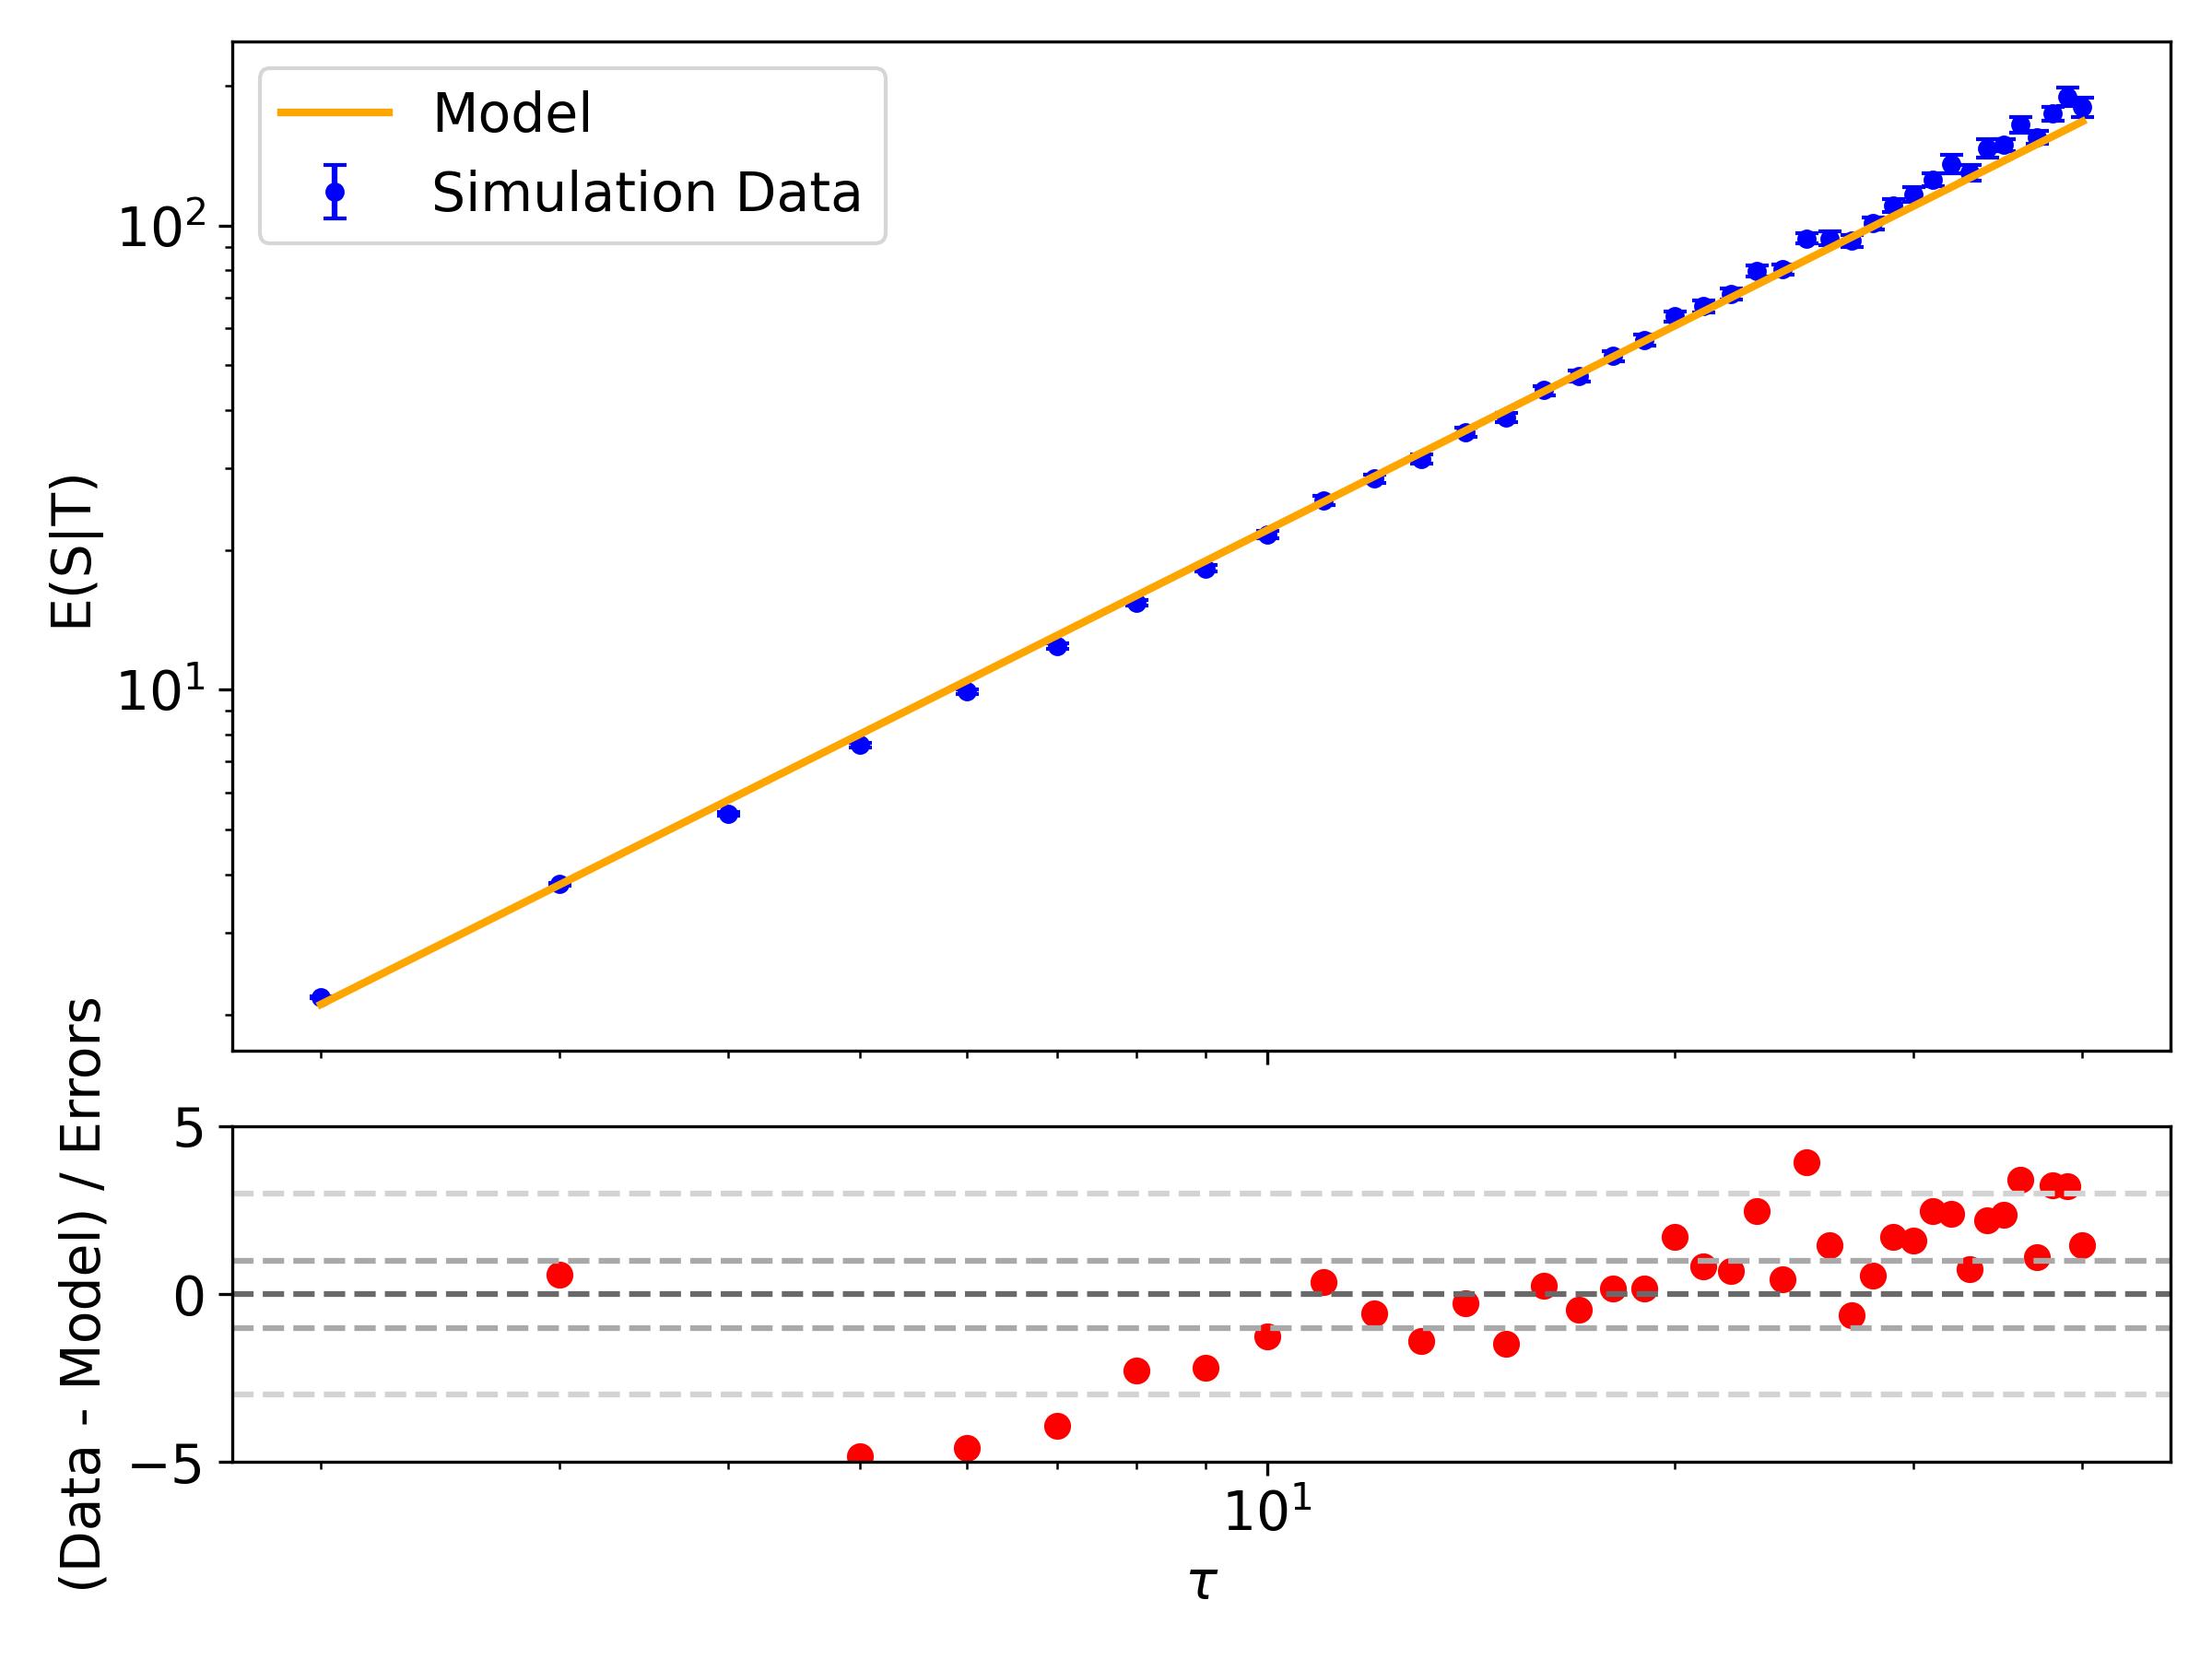 Model
Simulation Data
10²
10¹
E(S|T)
5
0
−5
(Data - Model) / Errors
10¹
τ